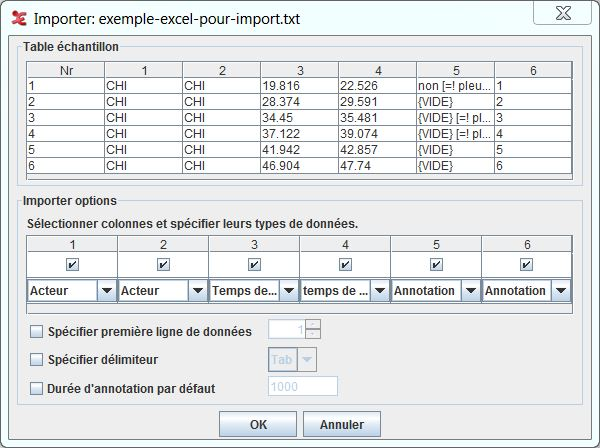 Importer: exemple-excel-pour-import.txt
Table échantillon
Nr 1 2 3 4 5 6
1 CHI CHI 19.816 22.526 non [=! pleu... 1
2 CHI CHI 28.374 29.591 {VIDE} 2
3 CHI CHI 34.45 35.481 {VIDE} [=! pl... 3
4 CHI CHI 37.122 39.074 {VIDE} [=! pl... 4
5 CHI CHI 41.942 42.857 {VIDE} 5
6 CHI CHI 46.904 47.74 {VIDE} 6
Importer options
Sélectionner colonnes et spécifier leurs types de données.
1 2 3 4 5 6
Acteur Acteur Temps de... temps de ... Annotation Annotation
Spécifier première ligne de données 1
Spécifier délimiteur Tab
Durée d'annotation par défaut 1000
OK Annuler